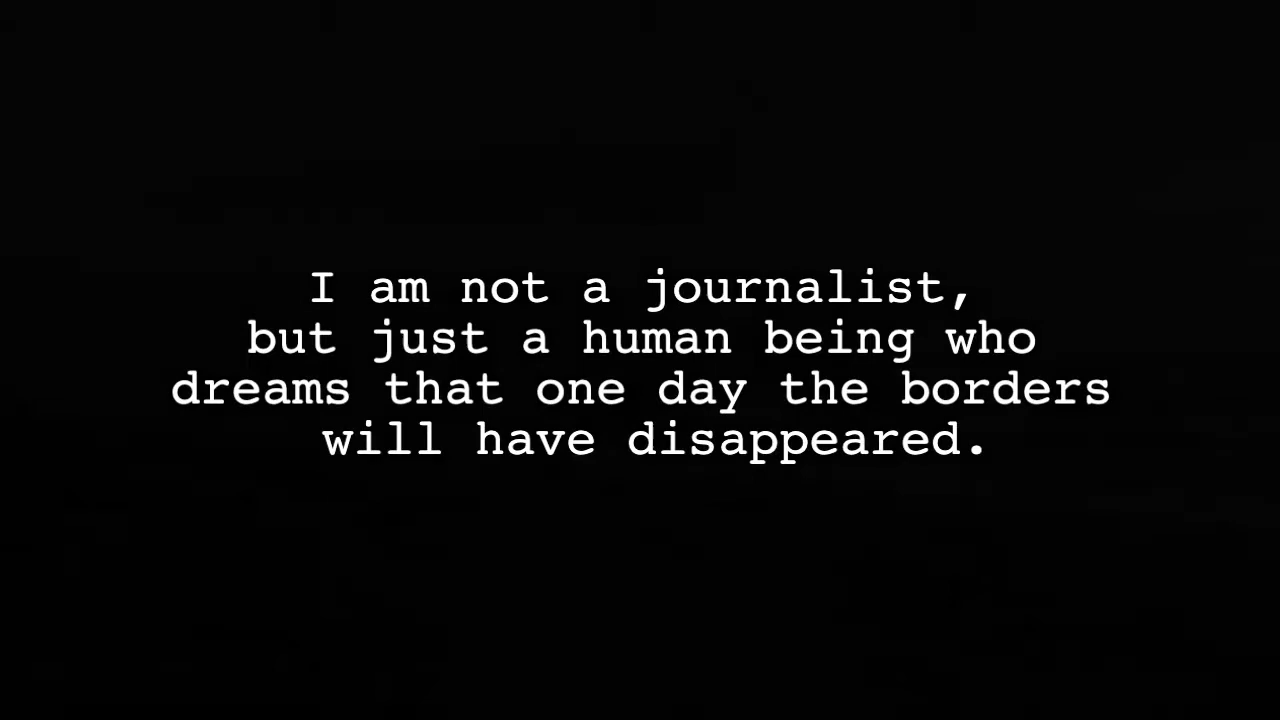 I am not a journalist,
but just a human being who
dreams that one day the borders
will have disappeared.